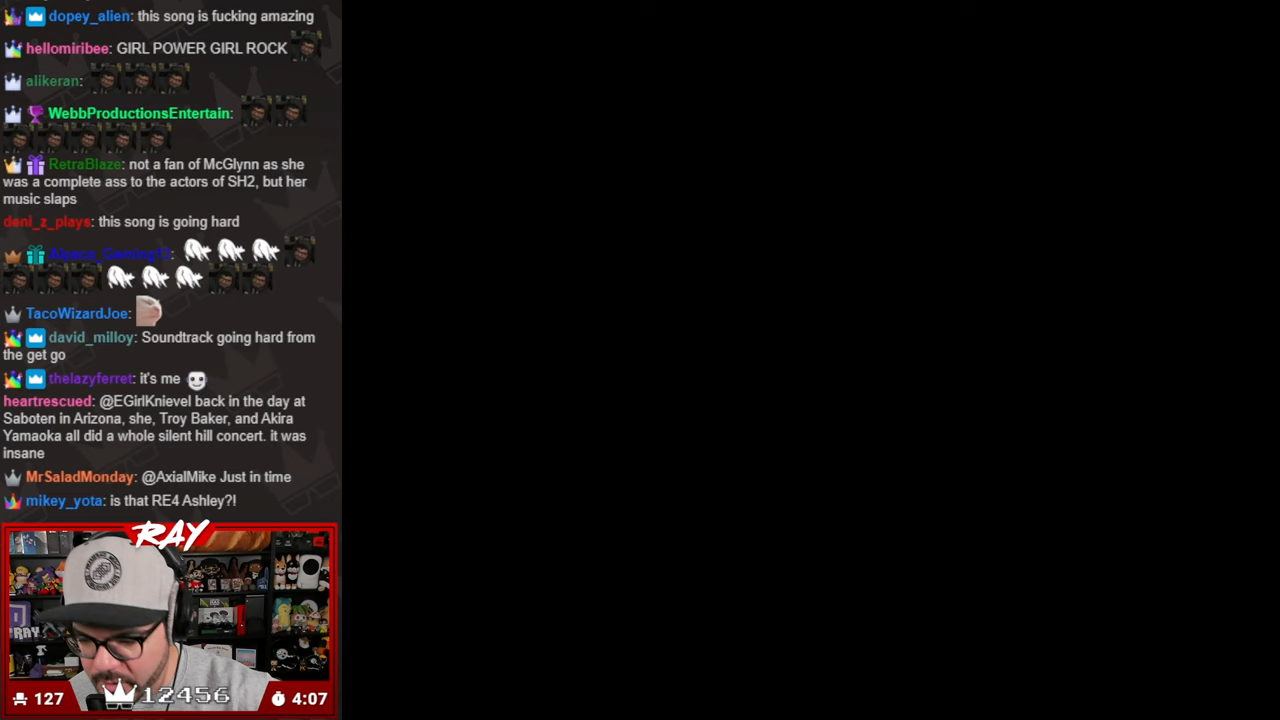 dopey_alien: this song is fucking amazing
hellomiribee: GIRL POWER GIRL ROCK
alikeran:
WebbProductionsEntertain:
RetraBlaze: not a fan of McGlynn as she
was a complete ass to the actors of SH2, but her
music slaps
deni_z_plays: this song is going hard
Alpaca_Gaming13:
TacoWizardJoe:
david_milloy: Soundtrack going hard from
the get go
thelazyferret: it's me
heartrescued: @EGirlKnievel back in the day at
Saboten in Arizona, she, Troy Baker, and Akira
Yamaoka all did a whole silent hill concert. it was
insane
MrSaladMonday: @AxialMike Just in time
mikey_yota: is that RE4 Ashley?!
RAY
127
12456
4:07